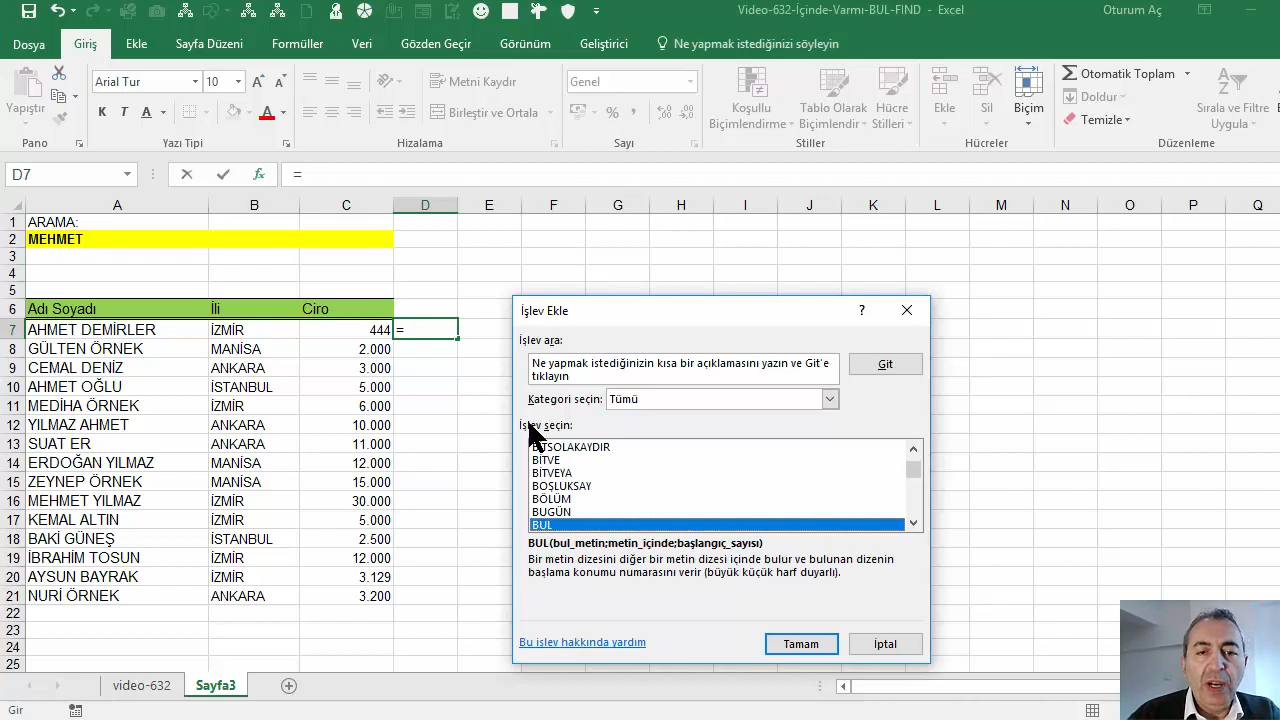 Video-632-İçinde-Varmı-BUL-FIND - Excel
Oturum Aç
Dosya Giriş Ekle Sayfa Düzeni Formüller Veri Gözden Geçir Görünüm Geliştirici Ne yapmak istediğinizi söyleyin
Yapıştır
Arial Tur 10
K T A A
Metni Kaydır
Birleştir ve Ortala
Genel
%
Koşullu Biçimlendirme
Tablo Olarak Biçimlendir
Hücre Stilleri
Ekle
Sil
Biçim
Otomatik Toplam
Doldur
Temizle
Sırala ve Filtre Uygula
Pano Yazı Tipi Hizalama Sayı Stiller Hücreler Düzenleme
D7 fx =
A B C D E F G H I J K L M N O P Q
1 ARAMA:
2 MEHMET
3
4
5
6 Adı Soyadı İli Ciro
7 AHMET DEMİRLER İZMİR 444 =
8 GÜLTEN ÖRNEK MANİSA 2.000
9 CEMAL DENİZ ANKARA 3.000
10 AHMET OĞLU İSTANBUL 5.000
11 MEDİHA ÖRNEK İZMİR 6.000
12 YILMAZ AHMET ANKARA 10.000
13 SUAT ER ANKARA 11.000
14 ERDOĞAN YILMAZ MANİSA 12.000
15 ZEYNEP ÖRNEK MANİSA 15.000
16 MEHMET YILMAZ İZMİR 30.000
17 KEMAL ALTIN İZMİR 5.000
18 BAKİ GÜNEŞ İSTANBUL 2.500
19 İBRAHİM TOSUN İZMİR 12.000
20 AYSUN BAYRAK İZMİR 3.129
21 NURİ ÖRNEK ANKARA 3.200
22
23
24
25
İşlev Ekle ?
İşlev ara:
Ne yapmak istediğinizin kısa bir açıklamasını yazın ve Git'e
tıklayın
Git
Kategori seçin: Tümü
İşlev seçin:
BİTSOLAKAYDIR
BİTVE
BİTVEYA
BOŞLUKSAY
BÖLÜM
BUGÜN
BUL
BUL(bul_metin;metin_içinde;başlangıç_sayısı)
Bir metin dizesini diğer bir metin dizesi içinde bulur ve bulunan dizenin
başlama konumu numarasını verir (büyük küçük harf duyarlı).
Bu işlev hakkında yardım
Tamam İptal
video-632 Sayfa3
Gir